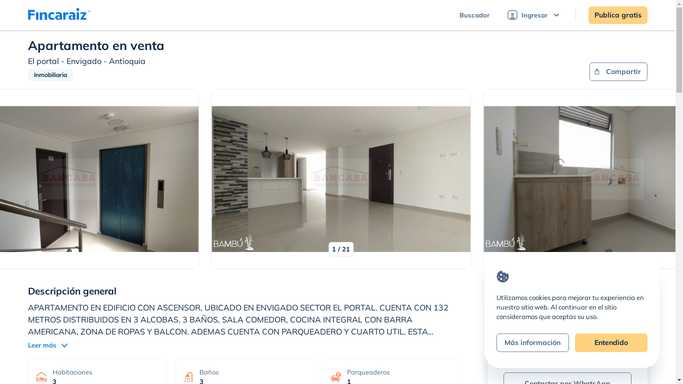 Fincaraiz
Buscador
Ingresar
Publica gratis
Apartamento en venta
El portal - Envigado - Antioquia
Inmobiliaria
Compartir
BANCASA
BANCASA
BANCASA
BAMBÚ
BAMBÚ
1 / 21
Descripción general
APARTAMENTO EN EDIFICIO CON ASCENSOR, UBICADO EN ENVIGADO SECTOR EL PORTAL. CUENTA CON 132
METROS DISTRIBUIDOS EN 3 ALCOBAS, 3 BAÑOS, SALA COMEDOR, COCINA INTEGRAL CON BARRA
AMERICANA, ZONA DE ROPAS Y BALCON. ADEMAS CUENTA CON PARQUEADERO Y CUARTO UTIL. ESTA...
Leer más
Habitaciones
3
Baños
3
Parqueaderos
1
Utilizamos cookies para mejorar tu experiencia en
nuestro sitio web. Al continuar en el sitio
consideramos que aceptas su uso.
Más información
Entendido
Contactar por WhatsApp